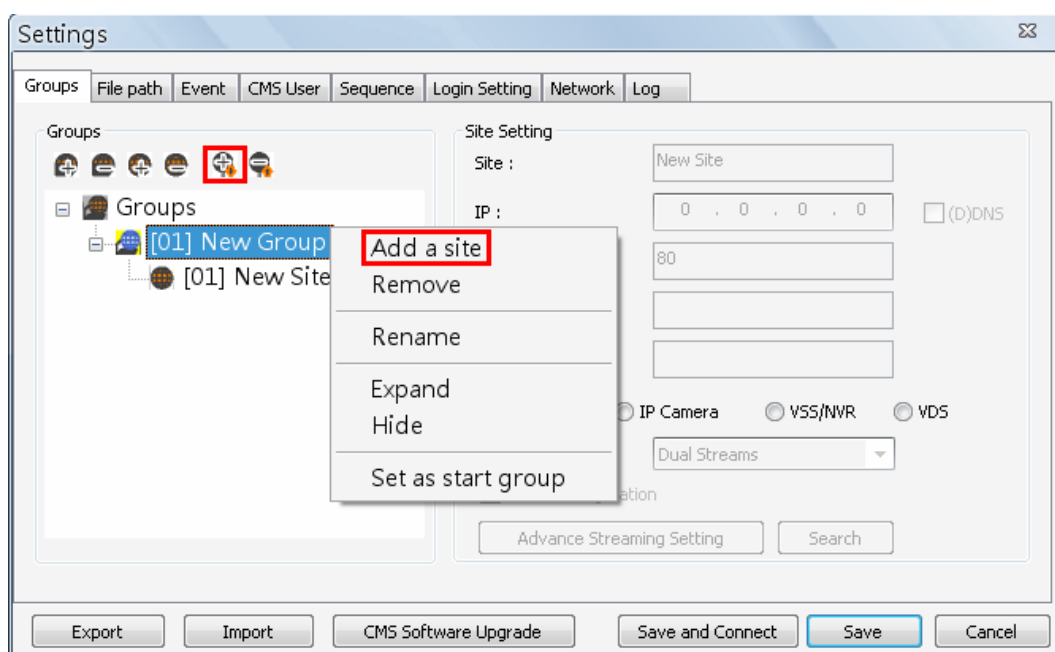 Settings
Groups File path Event CMS User Sequence Login Setting Network Log
Groups
Groups
[01] New Group
[01] New Site
Add a site
Remove
Rename
Expand
Hide
Set as start group
Site Setting
Site : New Site
IP : 0 . 0 . 0 . 0 (D)DNS
80
IP Camera VSS/NVR VDS
Dual Streams
Advance Streaming Setting Search
Export Import CMS Software Upgrade Save and Connect Save Cancel